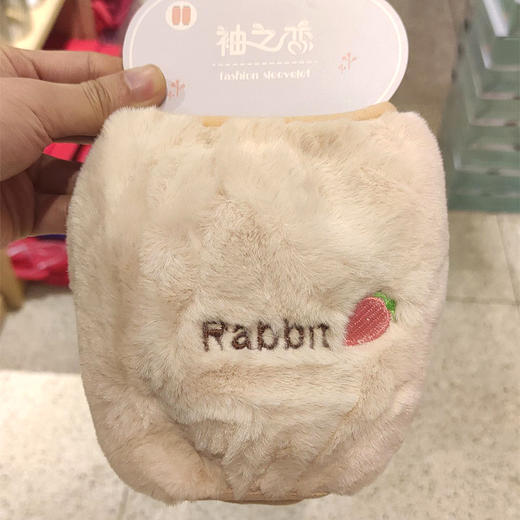 袖之恋
fashion sleevelet
Rabbit